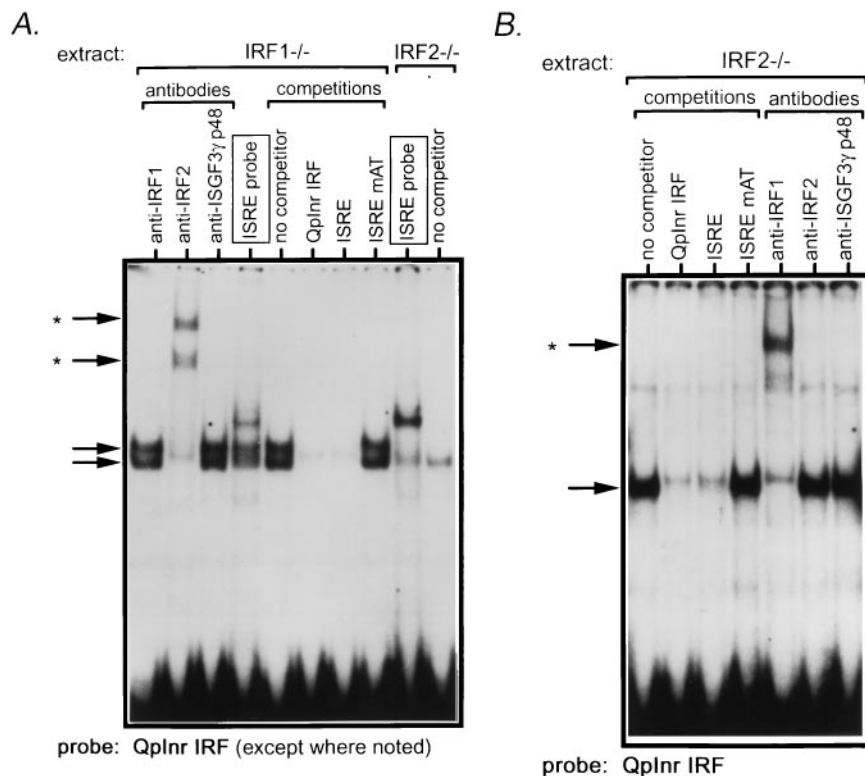 A.
extract:
IRF1-/-
IRF2-/-
antibodies
competitions
anti-IRF1
anti-IRF2
anti-ISGF3γ p48
ISRE probe
no competitor
QpInr IRF
ISRE
ISRE mAT
ISRE probe
no competitor
*
*
probe: QpInr IRF (except where noted)
B.
extract:
IRF2-/-
competitions
antibodies
no competitor
QpInr IRF
ISRE
ISRE mAT
anti-IRF1
anti-IRF2
anti-ISGF3γ p48
*
probe: QpInr IRF